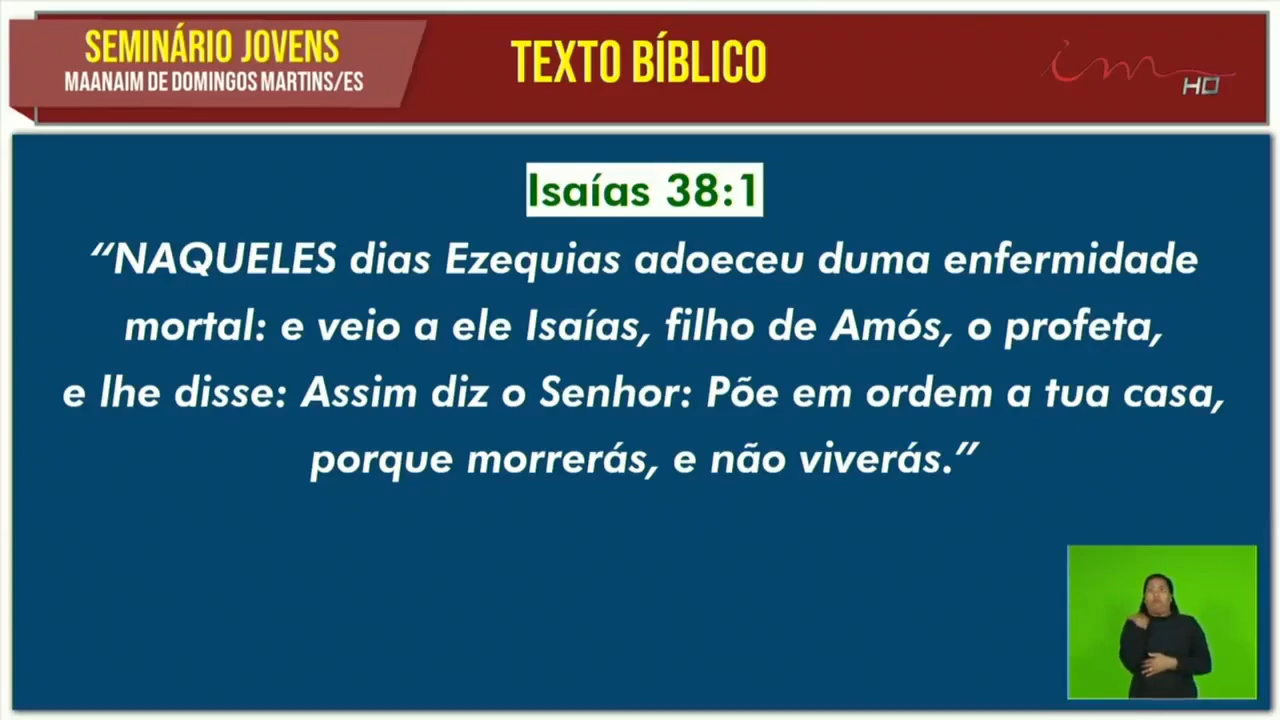 SEMINÁRIO JOVENS
MAANAIM DE DOMINGOS MARTINS/ES
TEXTO BÍBLICO
im
HD
Isaías 38:1
“NAQUELES dias Ezequias adoeceu duma enfermidade
mortal: e veio a ele Isaías, filho de Amós, o profeta,
e lhe disse: Assim diz o Senhor: Põe em ordem a tua casa,
porque morrerás, e não viverás.”